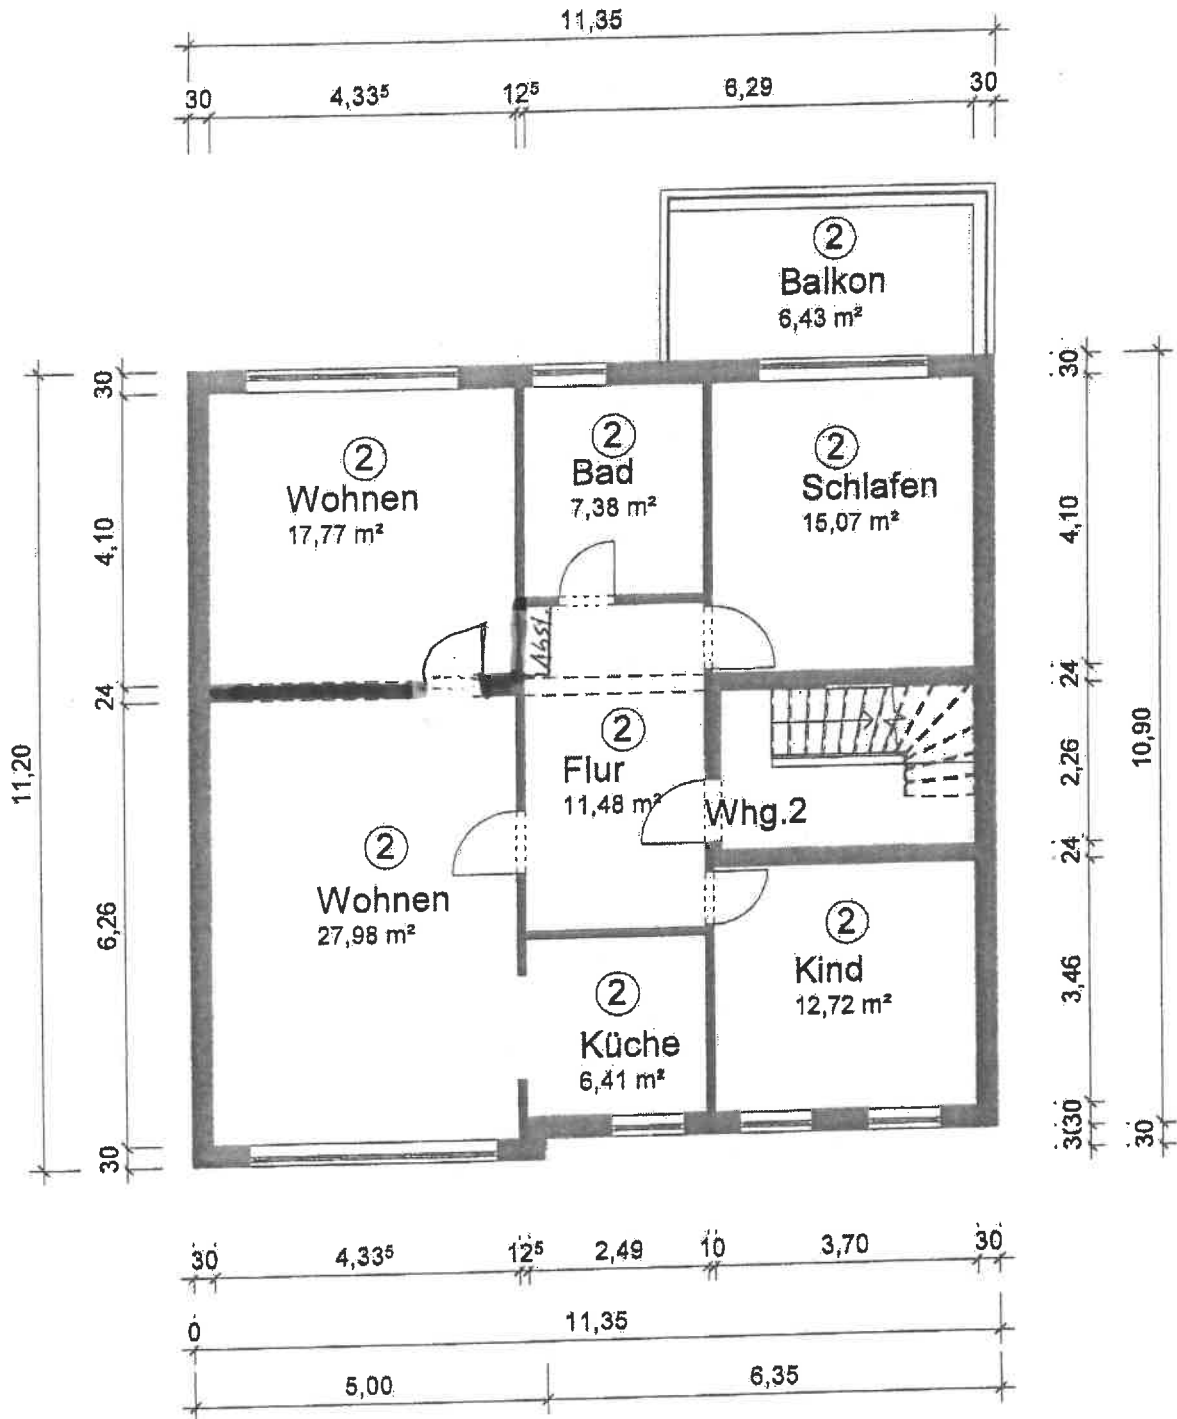 11,35
30 4,33⁵ 12⁵ 6,29 30
② Balkon
6,43 m²
② Wohnen
17,77 m²
② Bad
7,38 m²
② Schlafen
15,07 m²
② Flur
11,48 m²
Whg.2
② Wohnen
27,98 m²
② Küche
6,41 m²
② Kind
12,72 m²
11,20
30
4,10
24
6,26
30
30
4,10
24
2,26
24
3,46
30
30
10,90
30
30 4,33⁵ 12⁵ 2,49 10 3,70 30
0 11,35
5,00 6,35